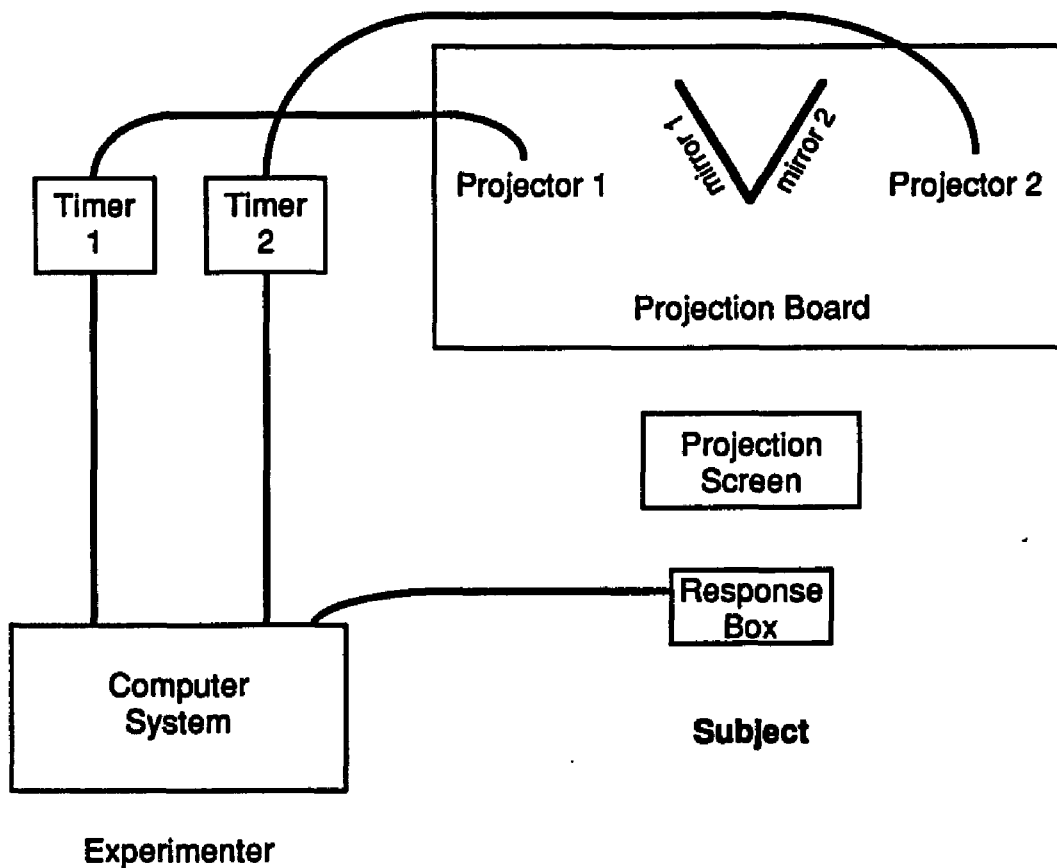 mirror 1
mirror 2
Projector 1
Projector 2
Timer
1
Timer
2
Projection Board
Projection
Screen
Response
Box
Computer
System
Subject
Experimenter